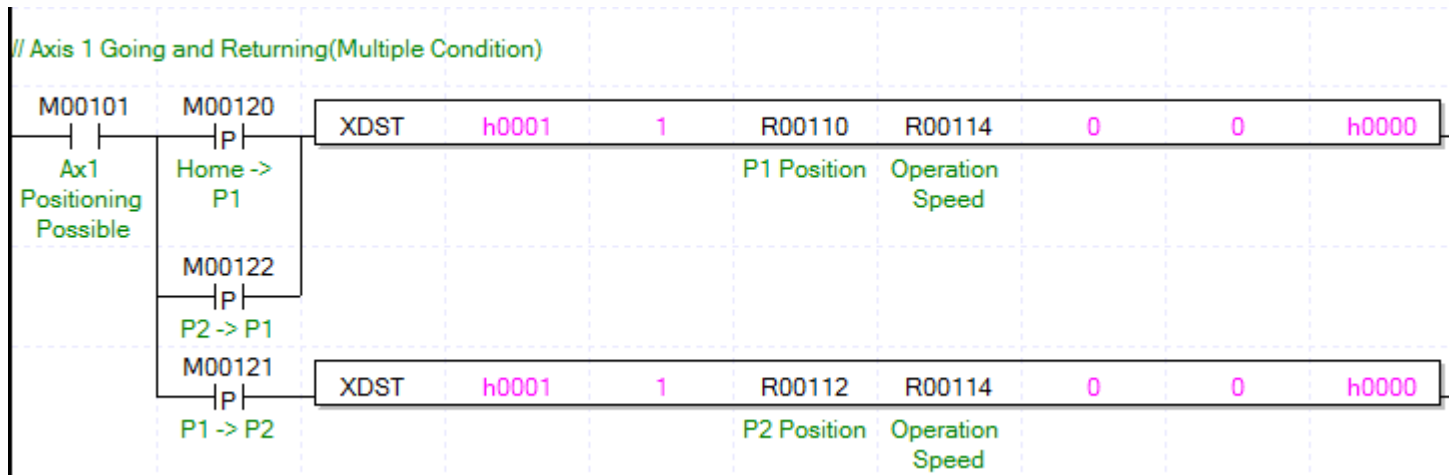 // Axis 1 Going and Returning(Multiple Condition)
M00101 M00120
P XDST h0001 1 R00110 R00114 0 0 h0000
Ax1 Home -> P1 Position Operation
Positioning P1 Speed
Possible
M00122
P
P2 -> P1
M00121
P XDST h0001 1 R00112 R00114 0 0 h0000
P1 -> P2 P2 Position Operation
Speed